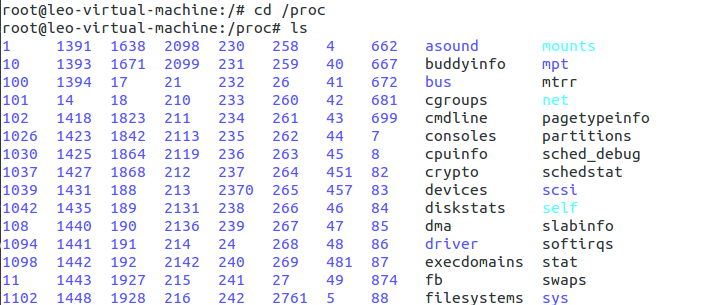 root@leo-virtual-machine:/# cd /proc
root@leo-virtual-machine:/proc# ls
1     1391  1638  2098  230   258   4    662  asound       mounts
10    1393  1671  2099  231   259   40   667  buddyinfo    mpt
100   1394  17    21    232   26    41   672  bus          mtrr
101   14    18    210   233   260   42   681  cgroups      net
102   1418  1823  211   234   261   43   699  cmdline      pagetypeinfo
1026  1423  1842  2113  235   262   44   7    consoles     partitions
1030  1425  1864  2119  236   263   45   8    cpuinfo      sched_debug
1037  1427  1868  212   237   264   451  82   crypto       schedstat
1039  1431  188   213   2370  265   457  83   devices      scsi
1042  1435  189   2131  238   266   46   84   diskstats    self
108   1440  190   2136  239   267   47   85   dma          slabinfo
1094  1441  191   214   24    268   48   86   driver       softirqs
1098  1442  192   2142  240   269   481  87   execdomains  stat
11    1443  1927  215   241   27    49   874  fb           swaps
1102  1448  1928  216   242   2761  5    88   filesystems  sys